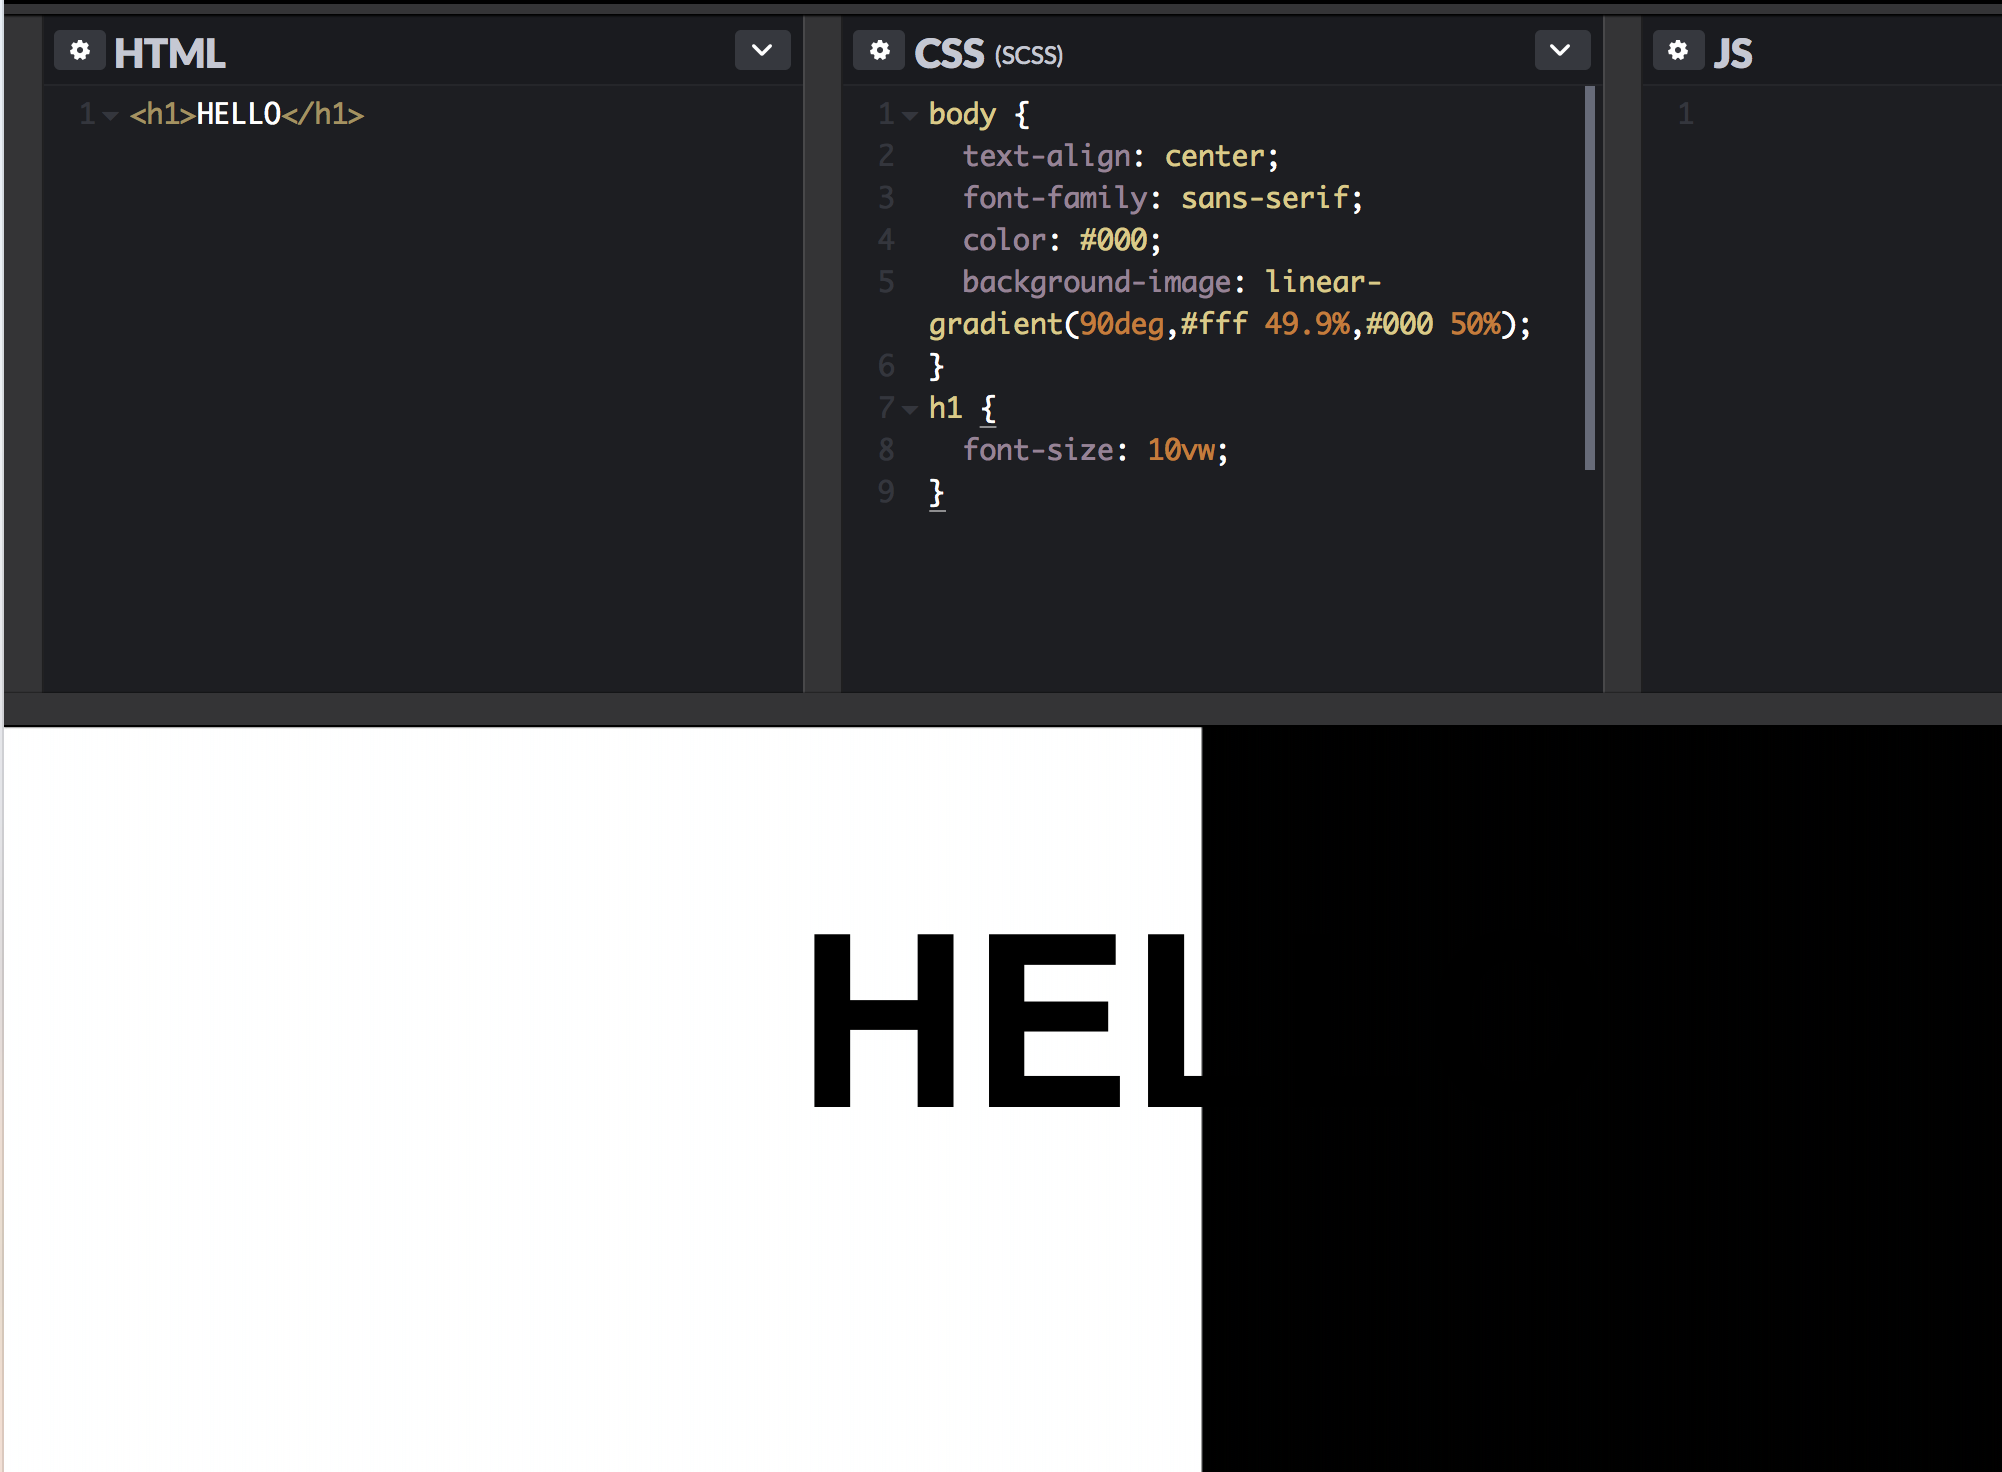 HTML
1 <h1>HELLO</h1>
CSS (SCSS)
1 body {
2 text-align: center;
3 font-family: sans-serif;
4 color: #000;
5 background-image: linear-
gradient(90deg,#fff 49.9%,#000 50%);
6 }
7 h1 {
8 font-size: 10vw;
9 }
JS
1
HEL